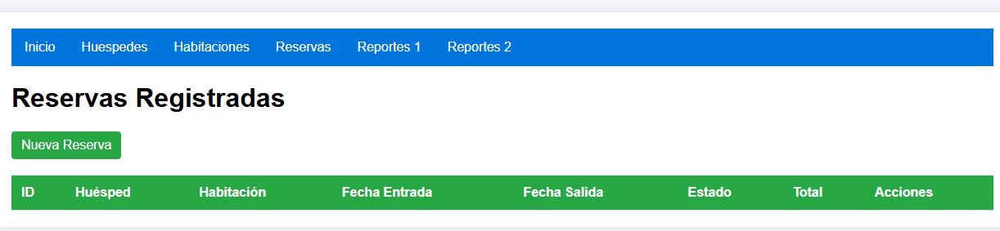 Inicio Huespedes Habitaciones Reservas Reportes 1 Reportes 2
Reservas Registradas
Nueva Reserva
ID Huésped Habitación Fecha Entrada Fecha Salida Estado Total Acciones